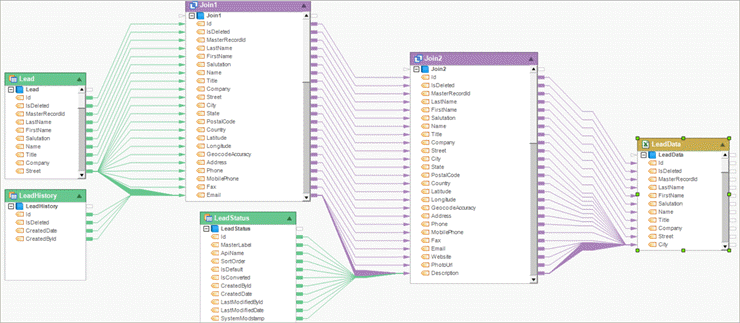 Lead
Lead
Id
IsDeleted
MasterRecordId
LastName
FirstName
Salutation
Name
Title
Company
Street
LeadHistory
LeadHistory
Id
IsDeleted
CreatedDate
CreatedById
Join1
Join1
Id
IsDeleted
MasterRecordId
LastName
FirstName
Salutation
Name
Title
Company
Street
City
State
PostalCode
Country
Latitude
Longitude
GeocodeAccuracy
Address
Phone
MobilePhone
Fax
Email
LeadStatus
LeadStatus
Id
MasterLabel
ApiName
SortOrder
IsDefault
IsConverted
CreatedById
CreatedDate
LastModifiedById
LastModifiedDate
SystemModstamp
Join2
Join2
Id
IsDeleted
MasterRecordId
LastName
FirstName
Salutation
Name
Title
Company
Street
City
State
PostalCode
Country
Latitude
Longitude
GeocodeAccuracy
Address
Phone
MobilePhone
Fax
Email
Website
PhotoUrl
Description
LeadData
LeadData
Id
IsDeleted
MasterRecordId
LastName
FirstName
Salutation
Name
Title
Company
Street
City